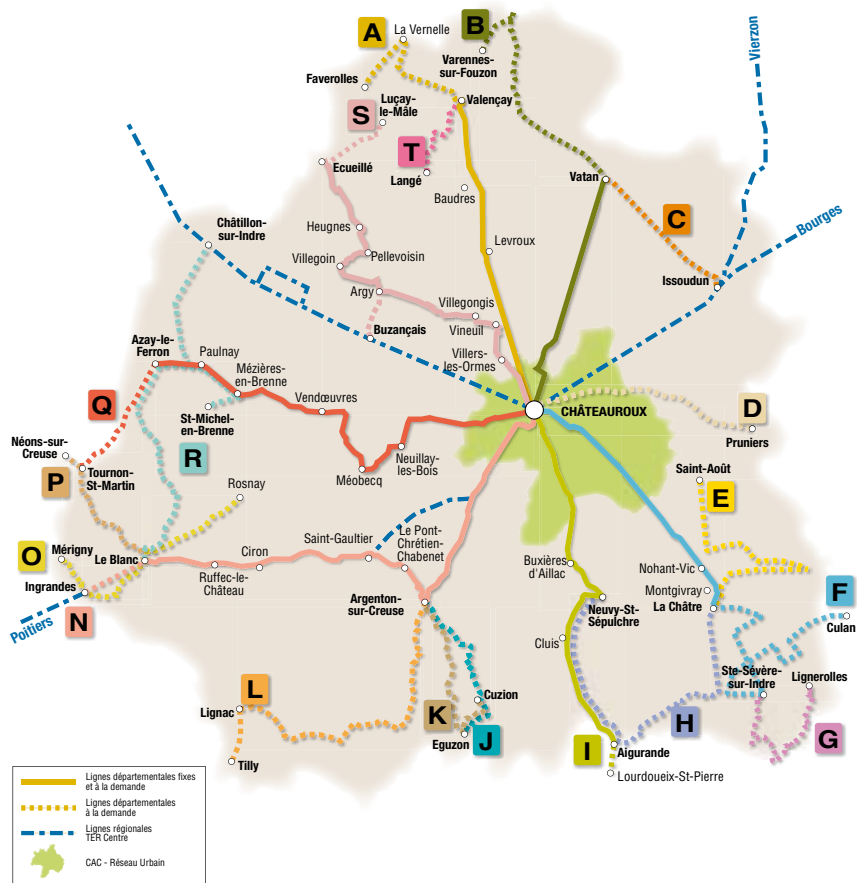 A
La Vernelle
B
Varennes-
sur-Fouzon
Vierzon
Faverolles
Valençay
S
Luçay-
le-Mâle
T
Langé
Ecueillé
Vatan
Baudres
C
Châtillon-
sur-Indre
Heugnes
Bourges
Villegoin
Pellevoisin
Levroux
Issoudun
Argy
Villegongis
Buzançais
Vineuil
Azay-le-
Ferron
Paulnay
Villers-
les-Ormes
Mézières-
en-Brenne
Q
Vendœuvres
St-Michel-
en-Brenne
CHÂTEAUROUX
D
Pruniers
Néons-sur-
Creuse
R
Neuillay-
les-Bois
P
Tournon-
St-Martin
Méobecq
Saint-Août
E
Rosnay
Saint-Gaultier
Le Pont-
Chrétien-
Chabenet
O
Mérigny
Le Blanc
Ciron
Buxières
d'Aillac
Nohant-Vic
Ingrandes
Ruffec-le-
Château
Montgivray
F
N
Poitiers
Argenton-
sur-Creuse
Neuvy-St-
Sépulchre
La Châtre
Culan
Cluis
Ste-Sévère-
sur-Indre
Lignerolles
L
Lignac
K
Cuzion
H
J
Eguzon
I
G
Aigurande
Tilly
Lourdoueix-St-Pierre
Lignes départementales fixes
et à la demande
Lignes départementales
à la demande
Lignes régionales
TER Centre
CAC - Réseau Urbain